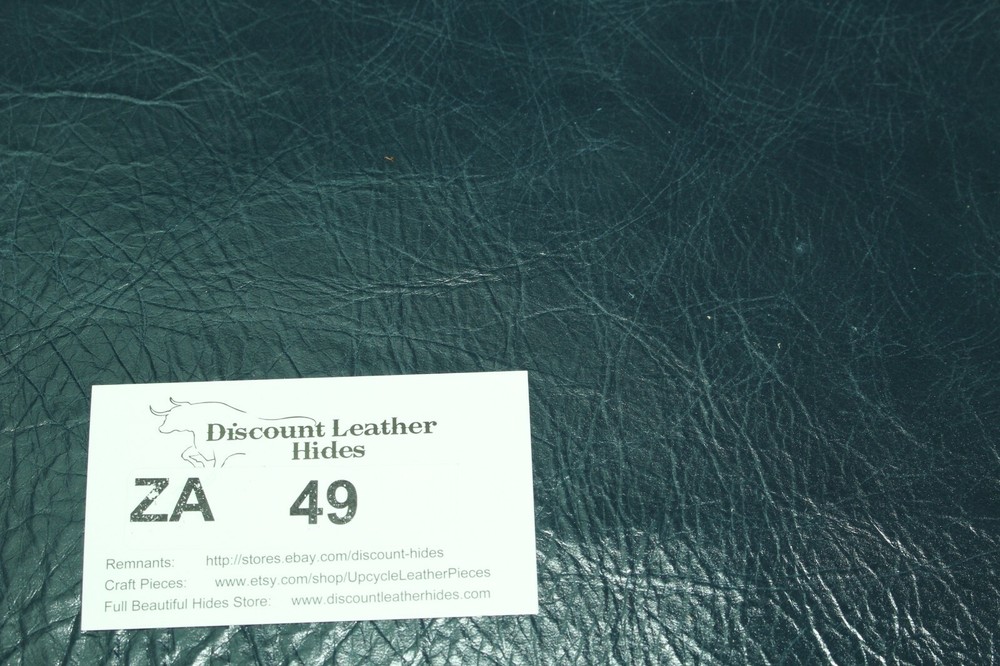 Discount Leather
Hides
ZA 49
Remnants: http://stores.ebay.com/discount-hides
Craft Pieces: www.etsy.com/shop/UpcycleLeatherPieces
Full Beautiful Hides Store: www.discountleatherhides.com